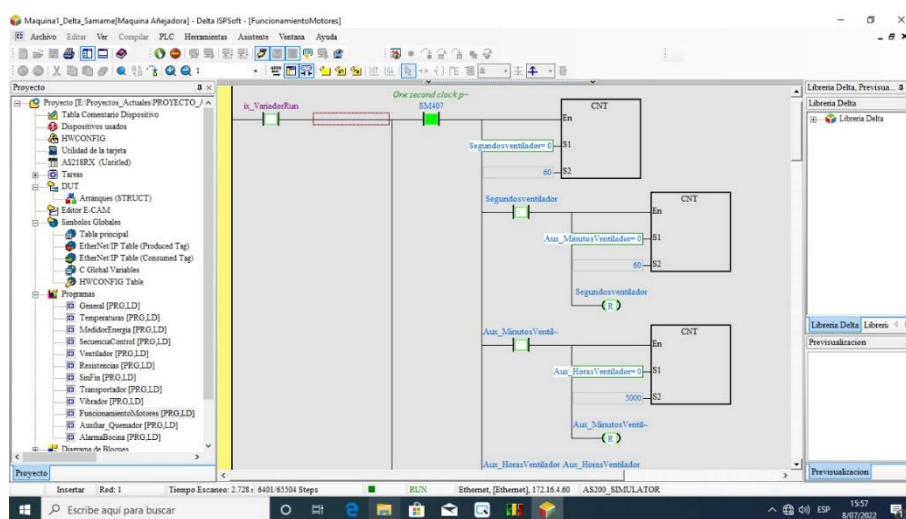 Maquina1_Delta_Samame[Maquina Añejadora] - Delta ISPSoft - [FuncionamientoMotores]
Archivo Editar Ver Compilar PLC Herramientas Asistente Ventana Ayuda
Proyecto
Proyecto [E:\Proyectos_Actuales\PROYECTO_
Tabla Comentario Dispositivo
Dispositivos usados
HWCONFIG
Utilidad de la tarjeta
AS218RX (Untitled)
Tareas
DUT
Arranques (STRUCT)
Editor E-CAM
Simbolos Globales
Tabla principal
EtherNet/IP Table (Produced Tag)
EtherNet/IP Table (Consumed Tag)
C Global Variables
HWCONFIG Table
Programas
General [PRG,LD]
Temperaturas [PRG,LD]
MedidorEnergia [PRG,LD]
SecuenciaControl [PRG,LD]
Ventilador [PRG,LD]
Resistencias [PRG,LD]
SinFin [PRG,LD]
Transportador [PRG,LD]
Vibrador [PRG,LD]
FuncionamientoMotores [PRG,LD]
Auxiliar_Quemador [PRG,LD]
AlarmaBocina [PRG,LD]
Diagrama de Bloques
Proyecto
One second clock p~
ix_VariadorRun
SM407
CNT
En
Segundosventilador= 0
S1
60
S2
Segundosventilador
CNT
En
Aux_MinutosVentilador= 0
S1
60
S2
Segundosventilador
R
Aux_MinutosVentil~
CNT
En
Aux_HorasVentilador= 0
S1
5000
S2
Aux_MinutosVentil~
R
Aux_HorasVentilador Aux_HorasVentilador
Libreria Delta, Previsua...
Libreria Delta
Libreria Delta
Libreria Delta Libreri
Previsualizacion
Previsualizacion
Insertar Red: 1 Tiempo Escaneo: 2.728 6401/65504 Steps RUN Ethernet, [Ethernet], 172.16.4.60 AS200_SIMULATOR
Escribe aquí para buscar
ESP
15:57
8/07/2022